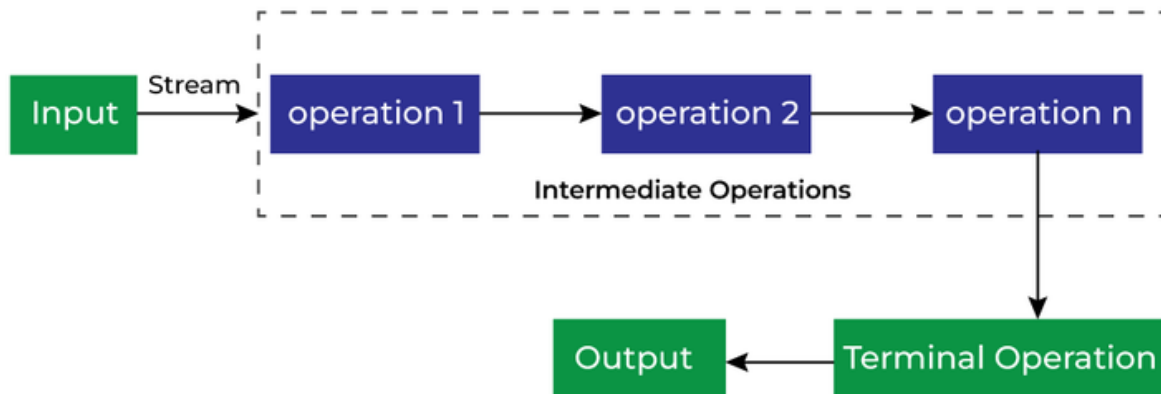 Input
Stream
operation 1
operation 2
operation n
Intermediate Operations
Terminal Operation
Output